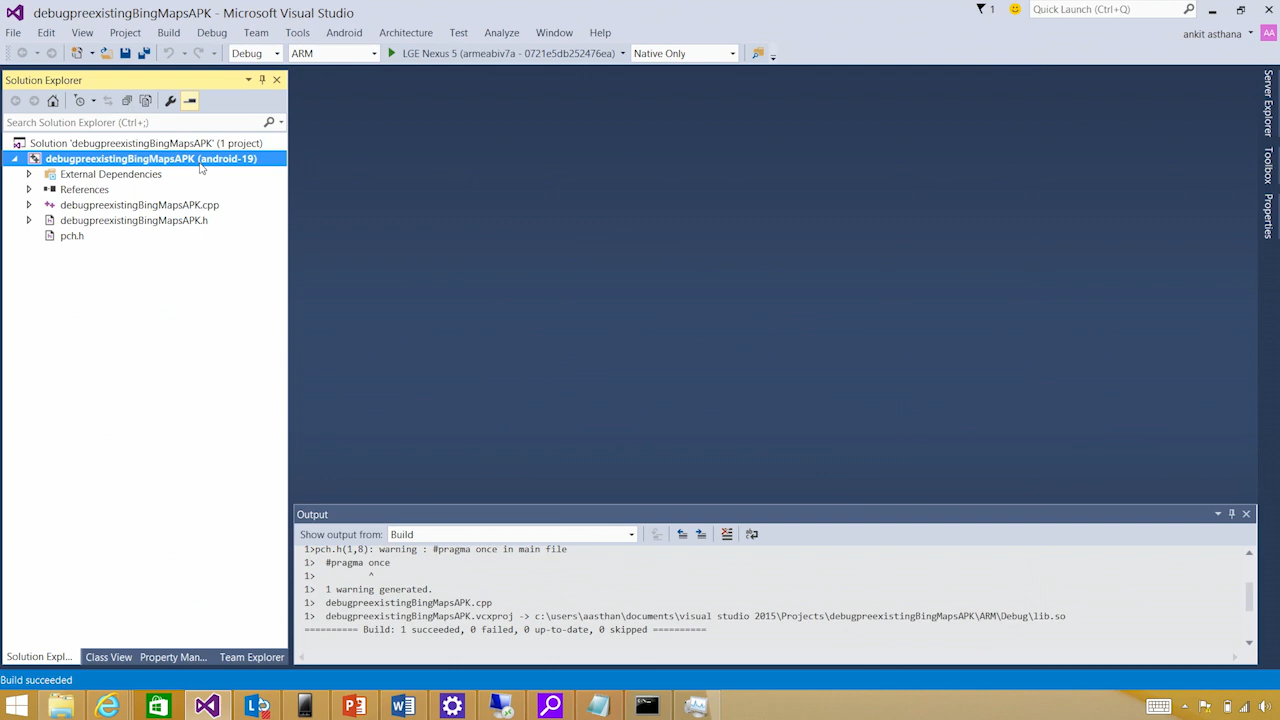 debugpreexistingBingMapsAPK - Microsoft Visual Studio
1
Quick Launch (Ctrl+Q)
File Edit View Project Build Debug Team Tools Android Architecture Test Analyze Window Help
ankit asthana
AA
Debug ARM LGE Nexus 5 (armeabiv7a - 0721e5db252476ea) Native Only
Solution Explorer
Search Solution Explorer (Ctrl+;)
Solution 'debugpreexistingBingMapsAPK' (1 project)
debugpreexistingBingMapsAPK (android-19)
External Dependencies
References
debugpreexistingBingMapsAPK.cpp
debugpreexistingBingMapsAPK.h
pch.h
Server Explorer
Toolbox
Properties
Output
Show output from: Build
1>pch.h(1,8): warning : #pragma once in main file
1> #pragma once
1> ^
1> 1 warning generated.
1> debugpreexistingBingMapsAPK.cpp
1> debugpreexistingBingMapsAPK.vcxproj -> c:\users\aasthan\documents\visual studio 2015\Projects\debugpreexistingBingMapsAPK\ARM\Debug\lib.so
========== Build: 1 succeeded, 0 failed, 0 up-to-date, 0 skipped ==========
Solution Expl... Class View Property Man... Team Explorer
Build succeeded